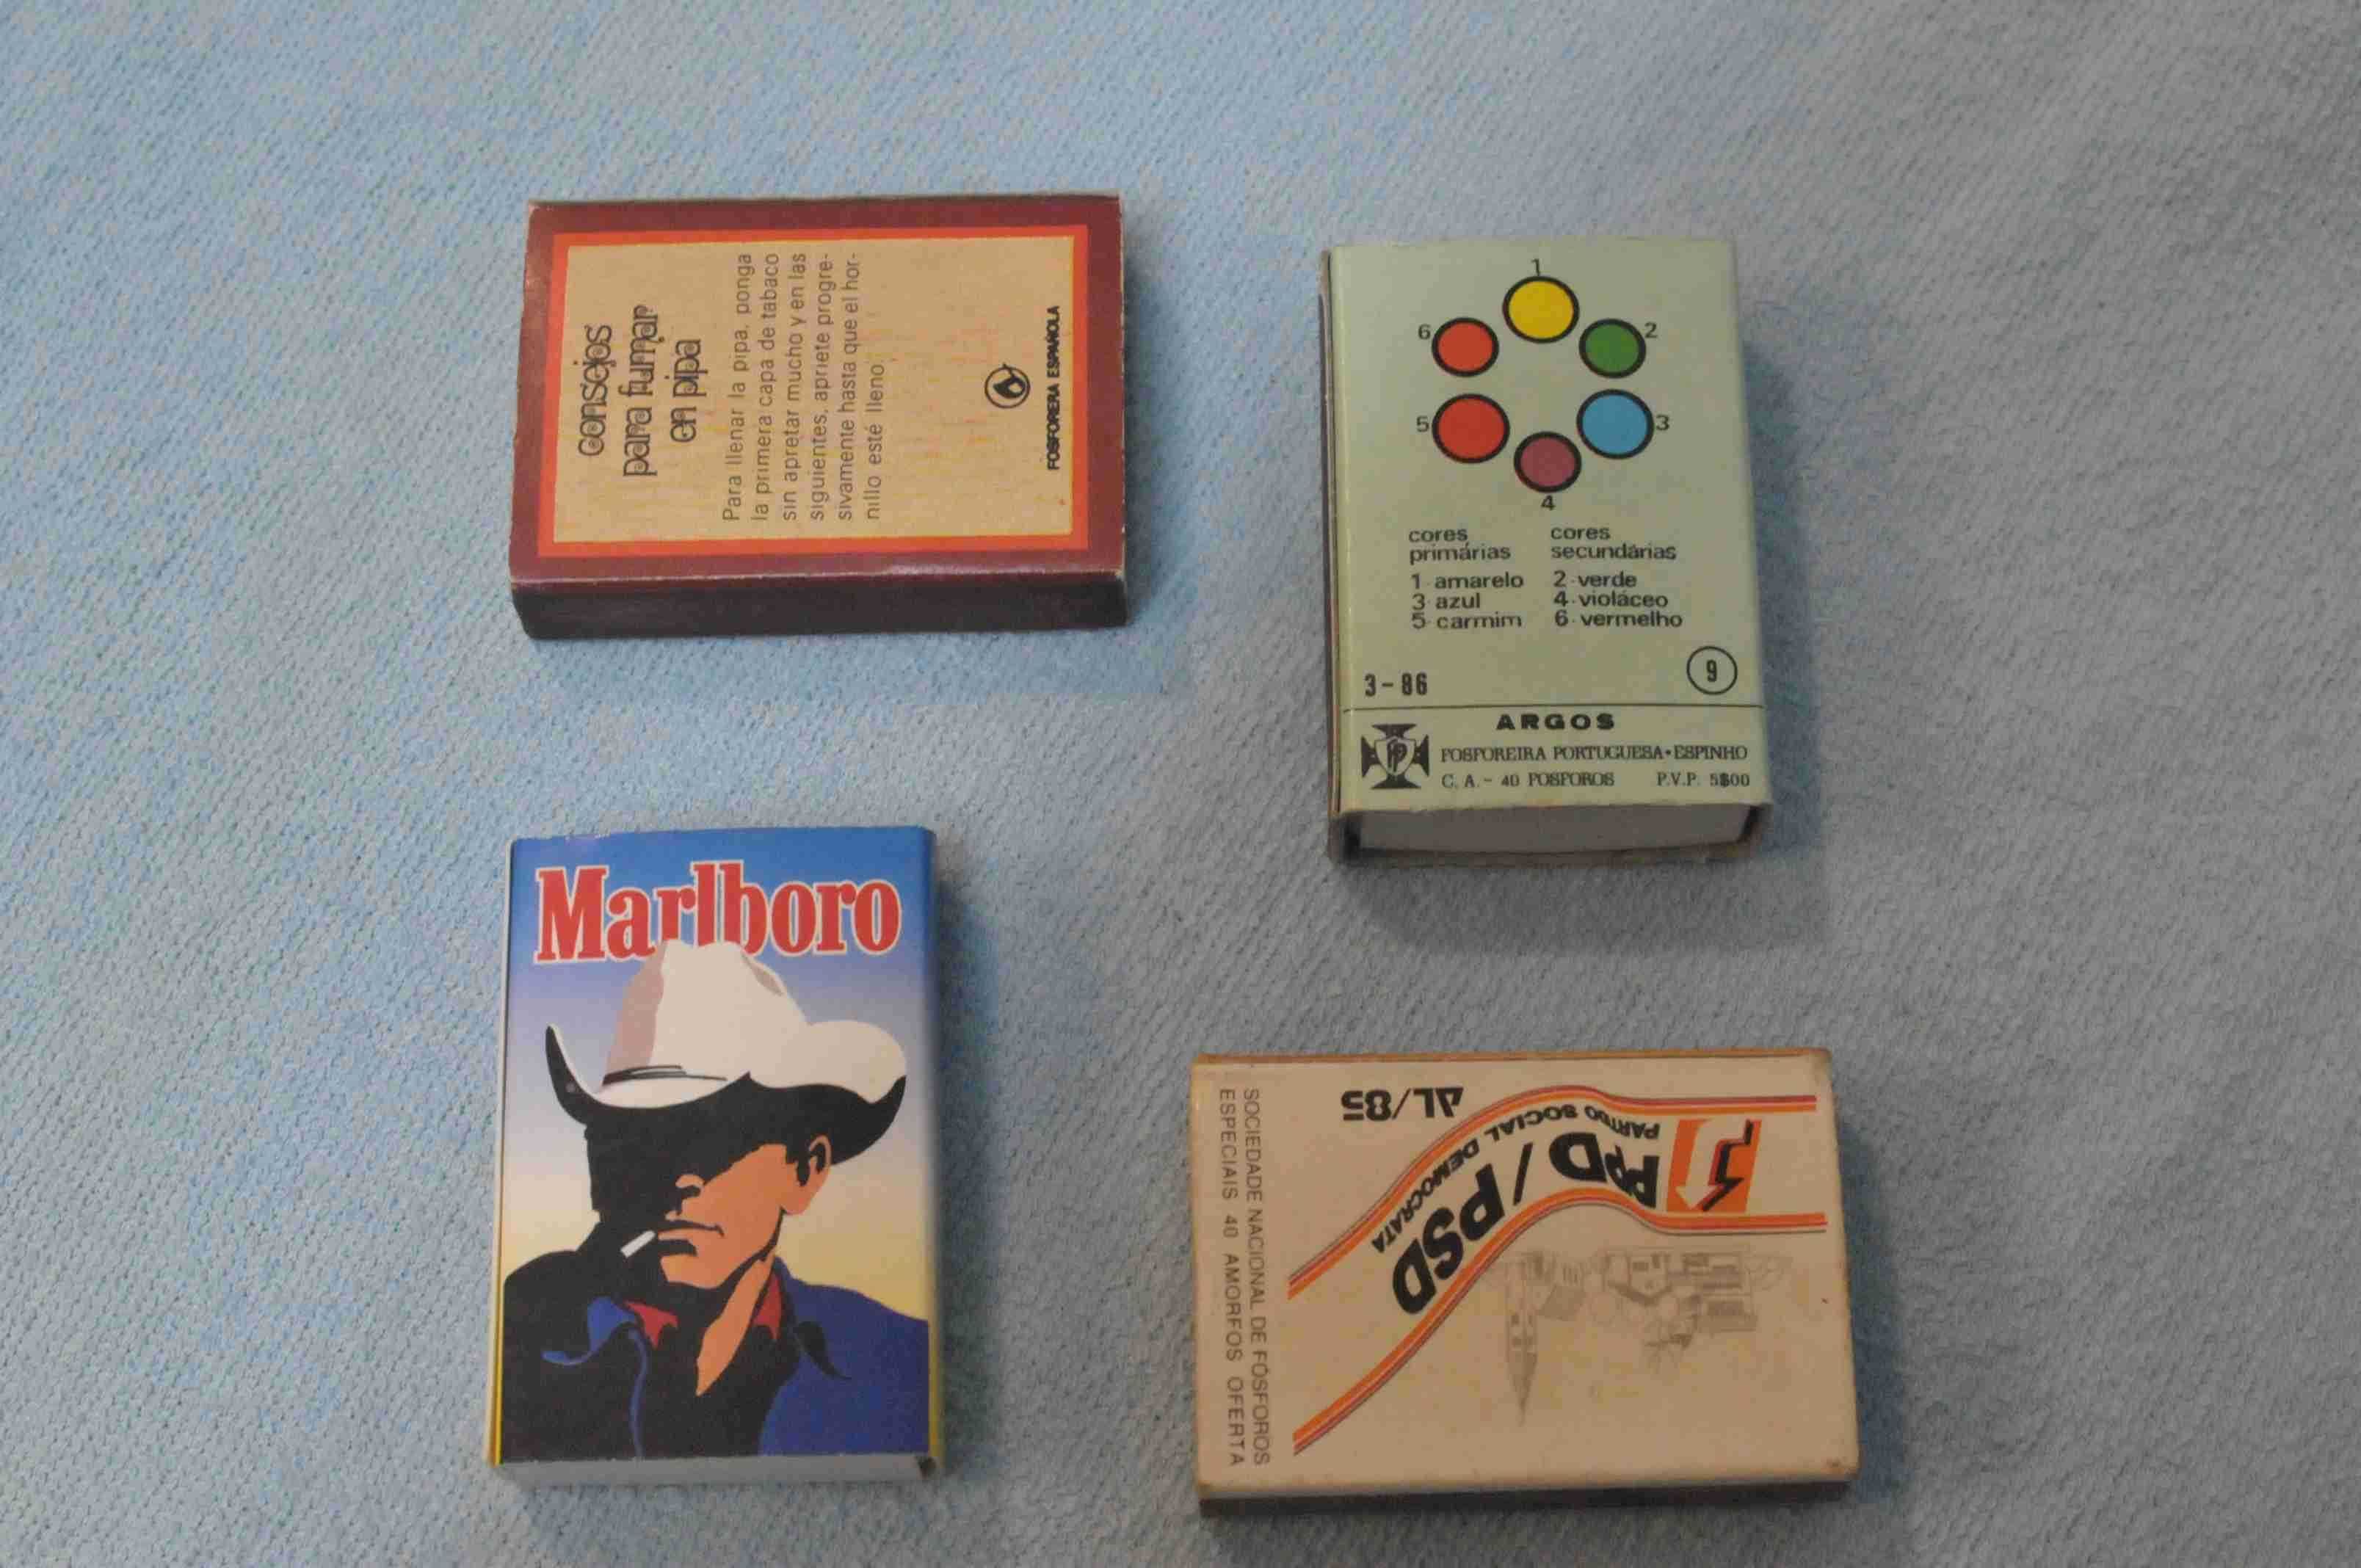 consejos
para fumar
en pipa
Para llenar la pipa, ponga
la primera capa de tabaco
sin apretar mucho y en las
siguientes, apriete progre-
sivamente hasta que el hor-
nillo esté lleno.
FOSFORERA ESPAÑOLA
1
6
2
5
3
4
cores
primárias
1-amarelo
3-azul
5-carmim
cores
secundárias
2-verde
4-violáceo
6-vermelho
3-86
9
ARGOS
FP
FOSFOREIRA PORTUGUESA•ESPINHO
C. A. - 40 FOSFOROS P.V.P. 5$00
Marlboro
AL/85
PARTIDO SOCIAL DEMOCRATA
PPD/PSD
SOCIEDADE NACIONAL DE FÓSFOROS
ESPECIAIS 40 AMORFOS OFERTA